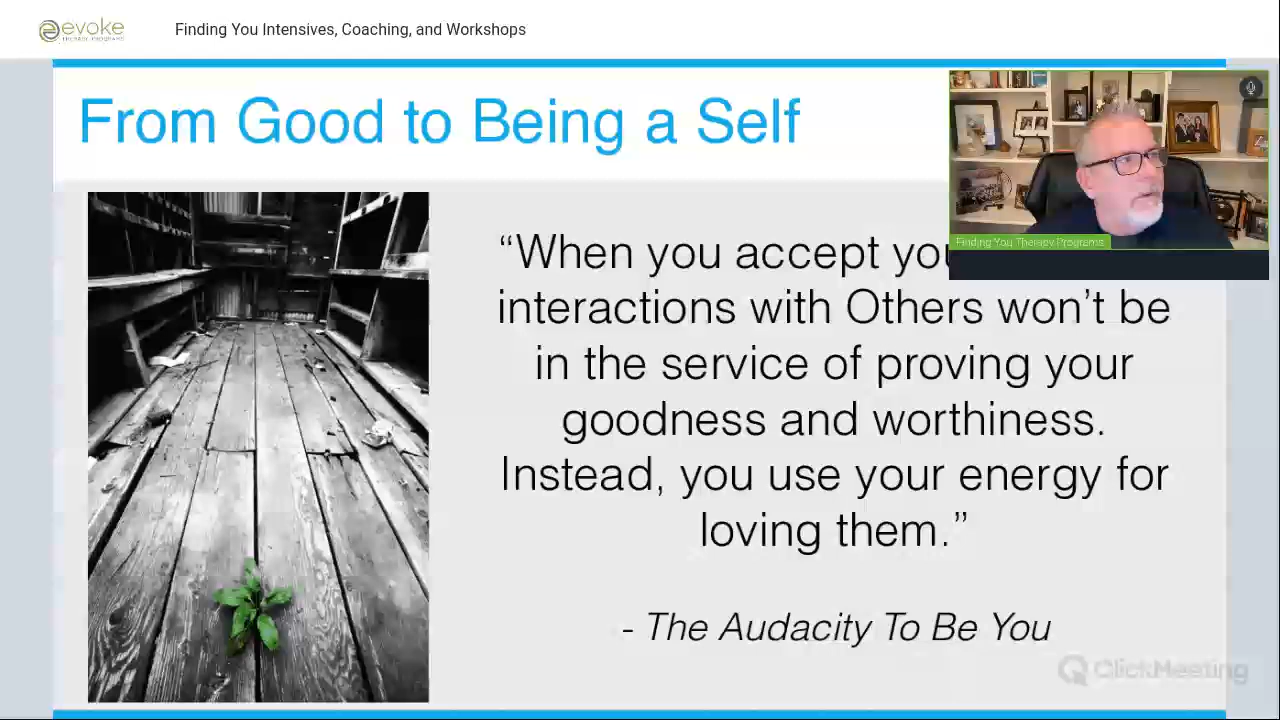 evoke
THERAPY PROGRAMS
Finding You Intensives, Coaching, and Workshops
From Good to Being a Self
Finding You Therapy Programs
“When you accept
interactions with Others won’t be
in the service of proving your
goodness and worthiness.
Instead, you use your energy for
loving them.”
- The Audacity To Be You
ClickMeeting